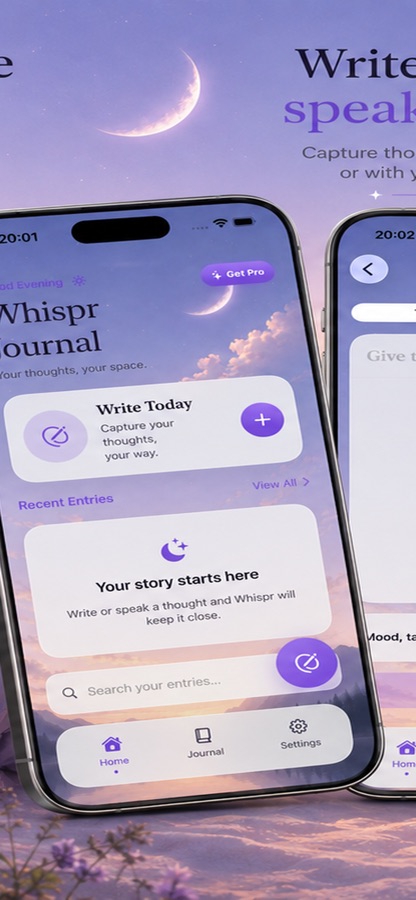 e
Write
speak
Capture tho
or with y
20:01
od Evening
Get Pro
Whispr
Journal
Your thoughts, your space.
Write Today
Capture your
thoughts,
your way.
Recent Entries
View All
Your story starts here
Write or speak a thought and Whispr will
keep it close.
Search your entries...
Home
Journal
Settings
20:02
Give t
Mood, ta
Home